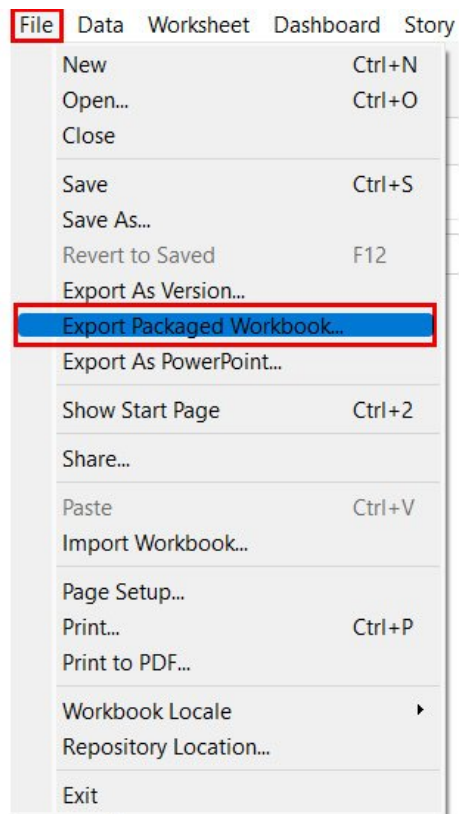 File Data Worksheet Dashboard Story
New Ctrl+N
Open... Ctrl+O
Close
Save Ctrl+S
Save As...
Revert to Saved F12
Export As Version...
Export Packaged Workbook...
Export As PowerPoint...
Show Start Page Ctrl+2
Share...
Paste Ctrl+V
Import Workbook...
Page Setup...
Print... Ctrl+P
Print to PDF...
Workbook Locale
Repository Location...
Exit